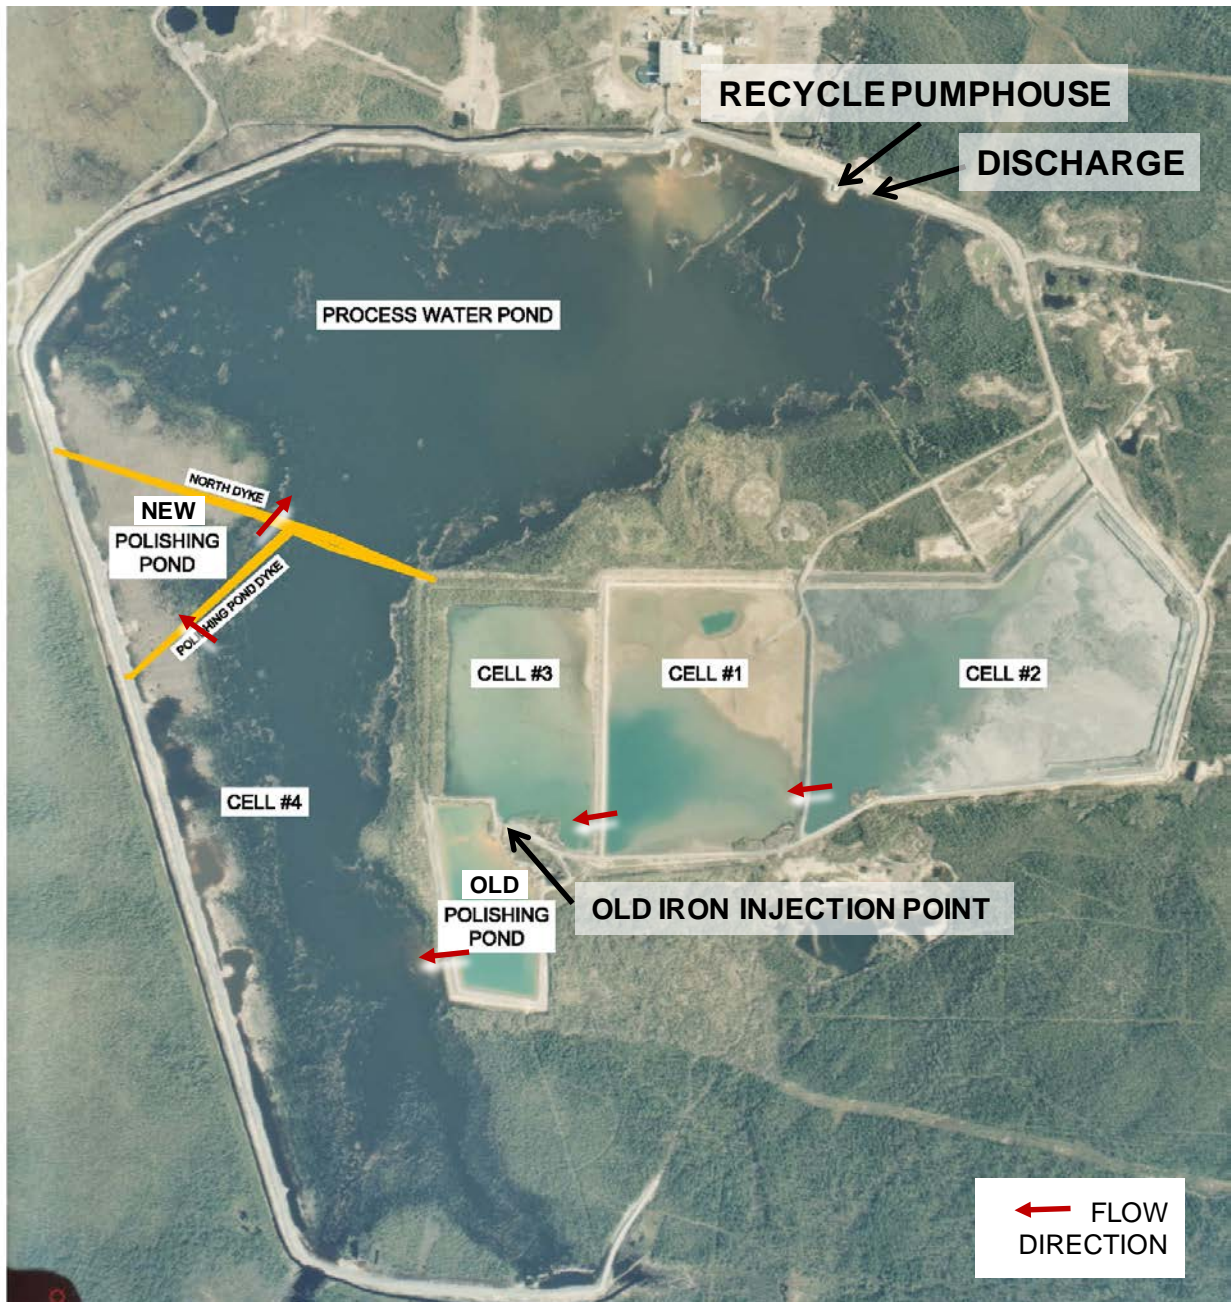 RECYCLE PUMPHOUSE
DISCHARGE
PROCESS WATER POND
NORTH DYKE
NEW
POLISHING
POND
POLISHING POND DYKE
CELL #3
CELL #1
CELL #2
CELL #4
OLD
POLISHING
POND
OLD IRON INJECTION POINT
FLOW
DIRECTION